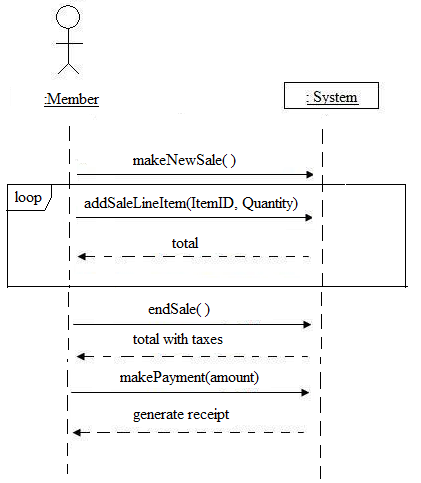 :Member
: System
makeNewSale( )
loop
addSaleLineItem(ItemID, Quantity)
total
endSale( )
total with taxes
makePayment(amount)
generate receipt